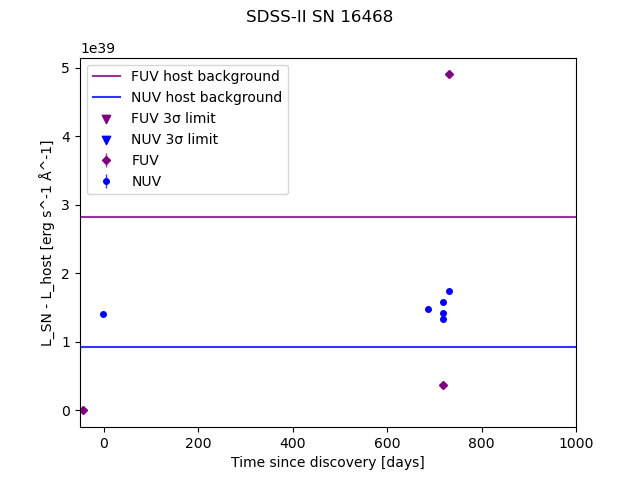 SDSS-II SN 16468
1e39
FUV host background
NUV host background
FUV 3σ limit
NUV 3σ limit
FUV
NUV
5
4
3
2
1
0
L_SN - L_host [erg s^-1 Å^-1]
0 200 400 600 800 1000
Time since discovery [days]